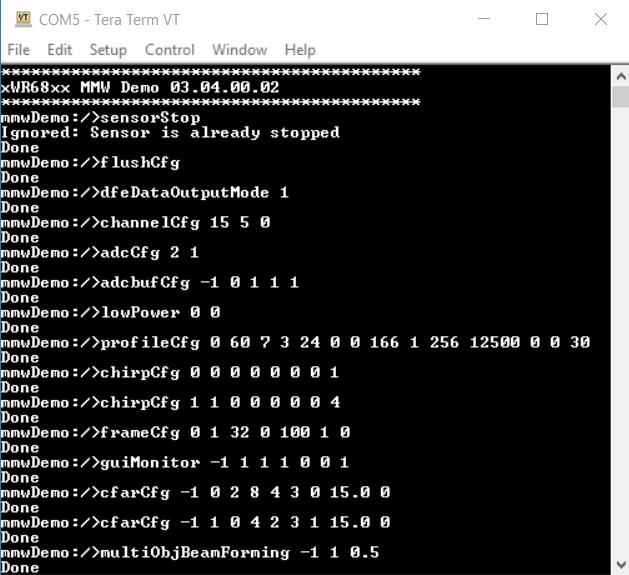 VT COM5 - Tera Term VT
File Edit Setup Control Window Help
******************************************
xWR68xx MMW Demo 03.04.00.02
******************************************
mmwDemo:/>sensorStop
Ignored: Sensor is already stopped
Done
mmwDemo:/>flushCfg
Done
mmwDemo:/>dfeDataOutputMode 1
Done
mmwDemo:/>channelCfg 15 5 0
Done
mmwDemo:/>adcCfg 2 1
Done
mmwDemo:/>adcbufCfg -1 0 1 1 1
Done
mmwDemo:/>lowPower 0 0
Done
mmwDemo:/>profileCfg 0 60 7 3 24 0 0 166 1 256 12500 0 0 30
Done
mmwDemo:/>chirpCfg 0 0 0 0 0 0 0 1
Done
mmwDemo:/>chirpCfg 1 1 0 0 0 0 0 4
Done
mmwDemo:/>frameCfg 0 1 32 0 100 1 0
Done
mmwDemo:/>guiMonitor -1 1 1 1 0 0 1
Done
mmwDemo:/>cfarCfg -1 0 2 8 4 3 0 15.0 0
Done
mmwDemo:/>cfarCfg -1 1 0 4 2 3 1 15.0 0
Done
mmwDemo:/>multiObjBeamForming -1 1 0.5
Done